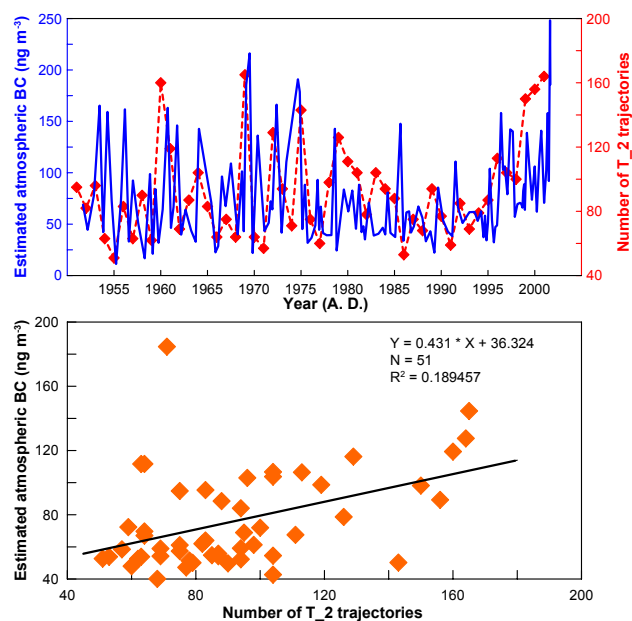 Estimated atmospheric BC (ng m-3)
250
200
150
100
50
0
200
160
120
80
40
Number of T_2 trajectories
1955 1960 1965 1970 1975 1980 1985 1990 1995 2000
Year (A. D.)
Estimated atmospheric BC (ng m-3)
200
160
120
80
40
Y = 0.431 * X + 36.324
N = 51
R² = 0.189457
40 80 120 160 200
Number of T_2 trajectories